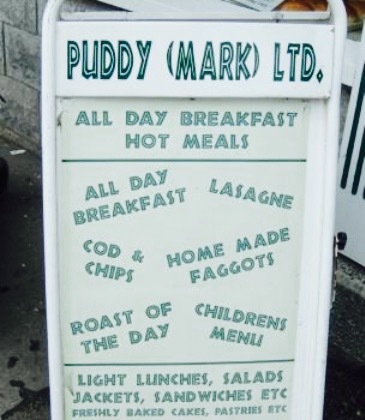 PUDDY (MARK) LTD.
ALL DAY BREAKFAST
HOT MEALS
ALL DAY
BREAKFAST
LASAGNE
COD &
CHIPS
HOME MADE
FAGGOTS
ROAST OF
THE DAY
CHILDRENS
MENU
LIGHT LUNCHES, SALADS
JACKETS, SANDWICHES ETC
FRESHLY BAKED CAKES, PASTRIES ETC